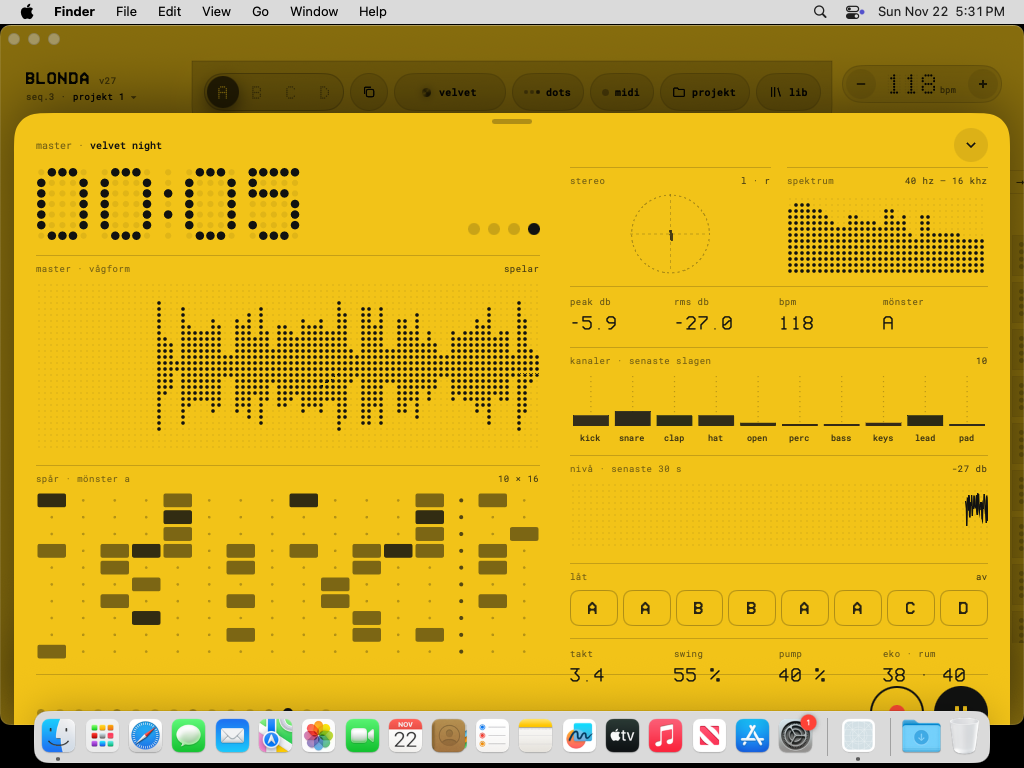 Finder File Edit View Go Window Help Sun Nov 22 5:31 PM
BLONDA v27
seq.3 · projekt 1
A B C D velvet dots midi projekt lib
− 118 bpm +
master · velvet night
00:05
master · vågform spelar
spår · mönster a 10 × 16
stereo l · r
spektrum 40 hz – 16 khz
peak db rms db bpm mönster
-5.9 -27.0 118 A
kanaler · senaste slagen 10
kick snare clap hat open perc bass keys lead pad
nivå · senaste 30 s -27 db
låt av
A A B B A A C D
takt swing pump eko · rum
3.4 55 % 40 % 38 · 40
NOV
22
tv
1